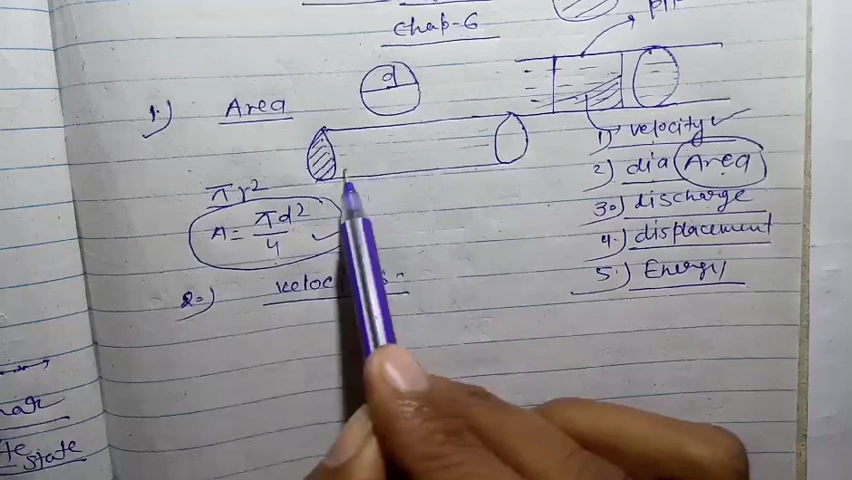 chap-6
1.) Area
d
πr²
A = πd²/4
2.)
1) velocity ✓
2) dia Area
3.) discharge
4.) displacement
5.) Energy
state